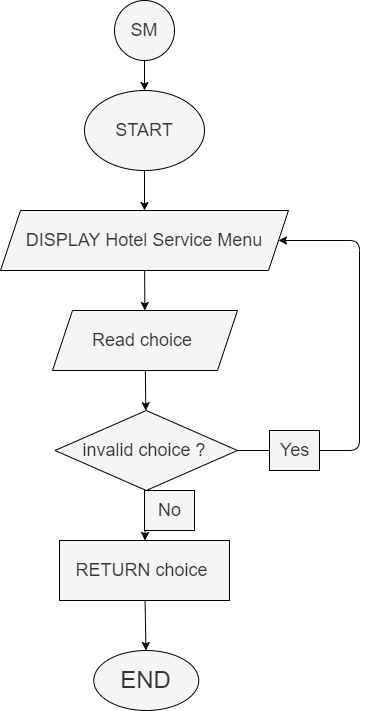 SM
START
DISPLAY Hotel Service Menu
Read choice
invalid choice ?
Yes
No
RETURN choice
END